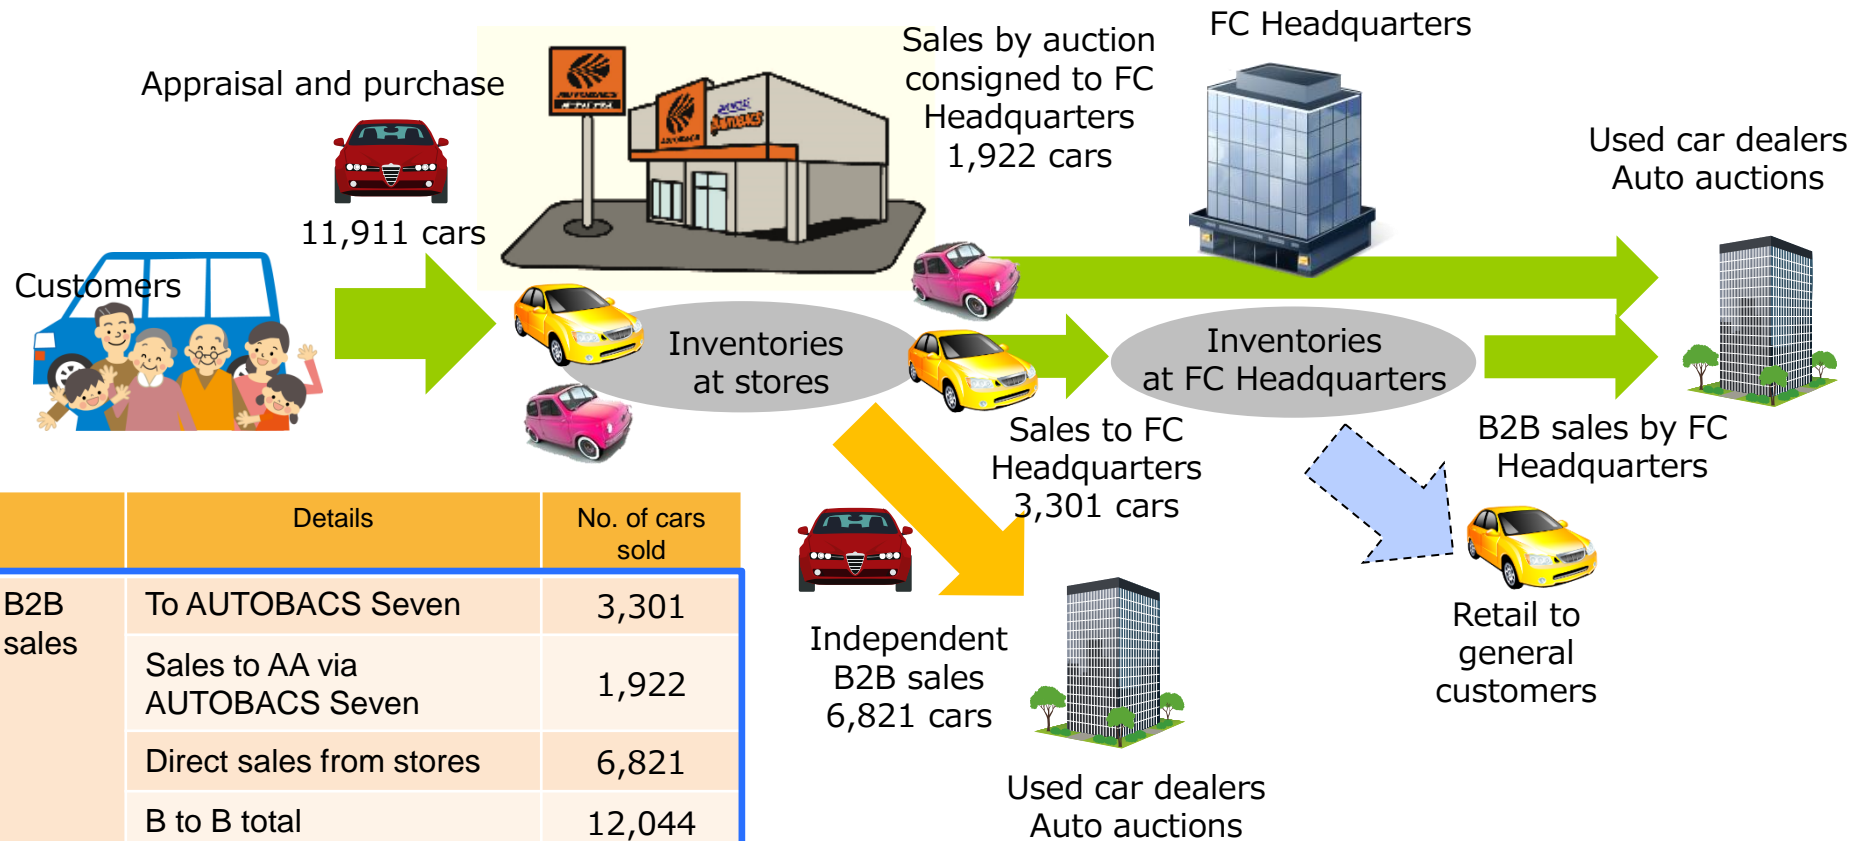 FC Headquarters
Sales by auction
consigned to FC
Headquarters
1,922 cars
Appraisal and purchase
11,911 cars
Used car dealers
Auto auctions
Customers
AUTOBACS
AUTOBACS
AUTOBACS
Inventories
at stores
Inventories
at FC Headquarters
Sales to FC
Headquarters
3,301 cars
B2B sales by FC
Headquarters
Independent
B2B sales
6,821 cars
Retail to
general
customers
Used car dealers
Auto auctions
Details
No. of cars
sold
B2B
sales
To AUTOBACS Seven
3,301
Sales to AA via
AUTOBACS Seven
1,922
Direct sales from stores
6,821
B to B total
12,044